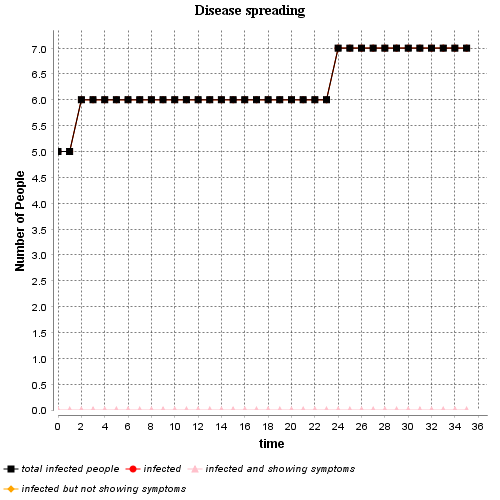 Disease spreading
7.0
6.5
6.0
5.5
5.0
4.5
4.0
3.5
3.0
2.5
2.0
1.5
1.0
0.5
0.0
Number of People
0 2 4 6 8 10 12 14 16 18 20 22 24 26 28 30 32 34 36
time
total infected people infected infected and showing symptoms
infected but not showing symptoms